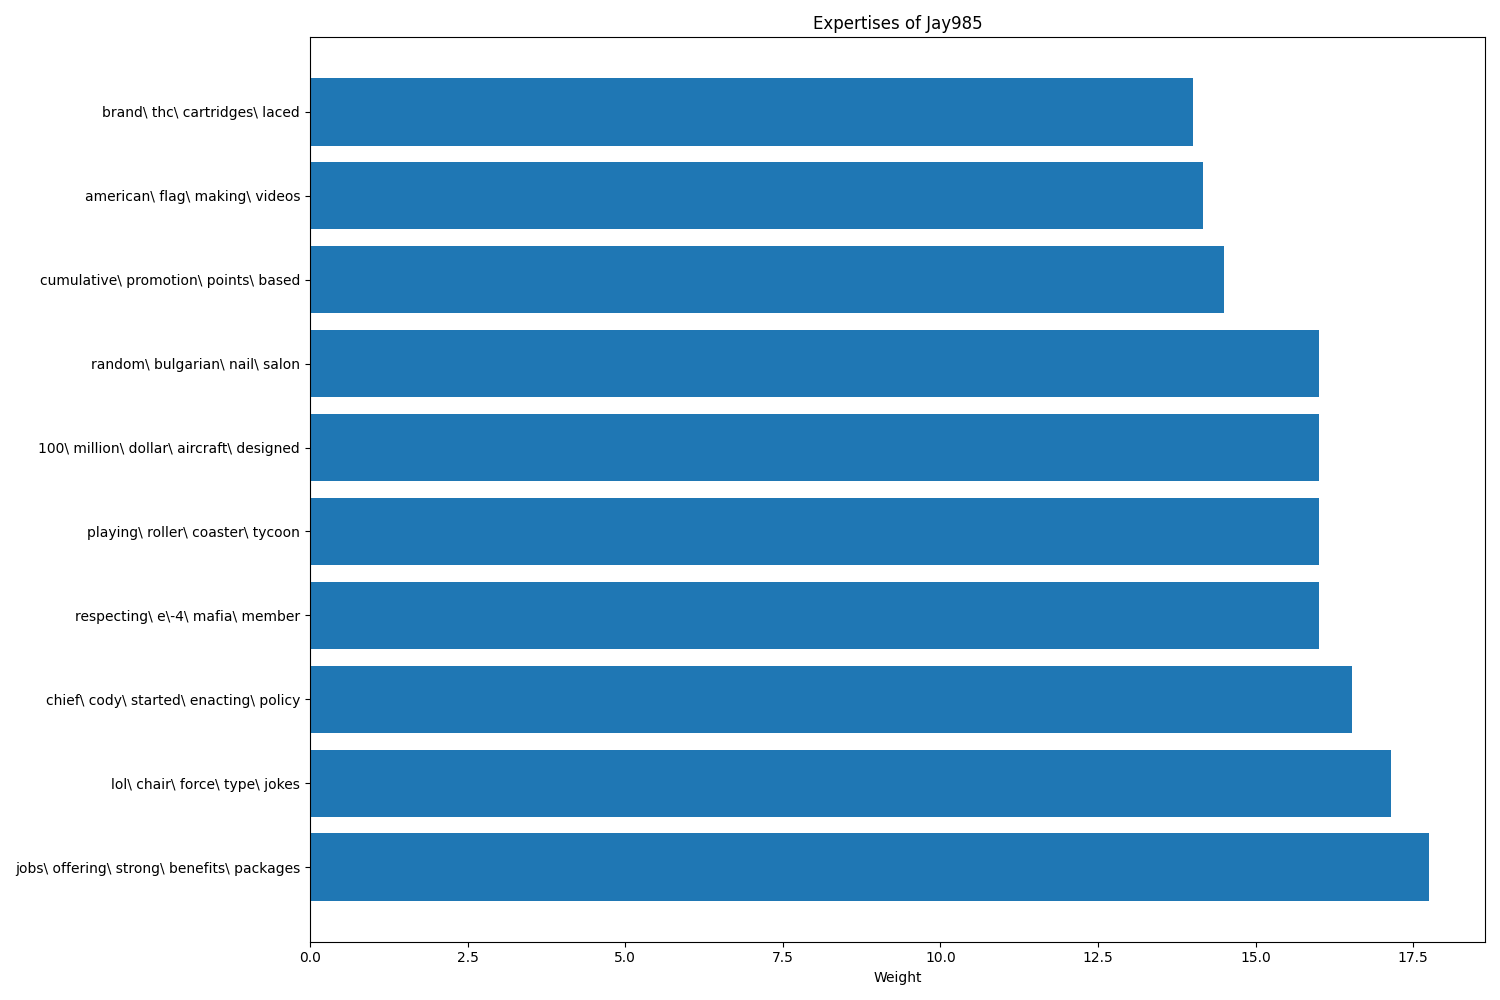 Expertises of Jay985
brand\ thc\ cartridges\ laced
american\ flag\ making\ videos
cumulative\ promotion\ points\ based
random\ bulgarian\ nail\ salon
100\ million\ dollar\ aircraft\ designed
playing\ roller\ coaster\ tycoon
respecting\ e\-4\ mafia\ member
chief\ cody\ started\ enacting\ policy
lol\ chair\ force\ type\ jokes
jobs\ offering\ strong\ benefits\ packages
0.0 2.5 5.0 7.5 10.0 12.5 15.0 17.5
Weight